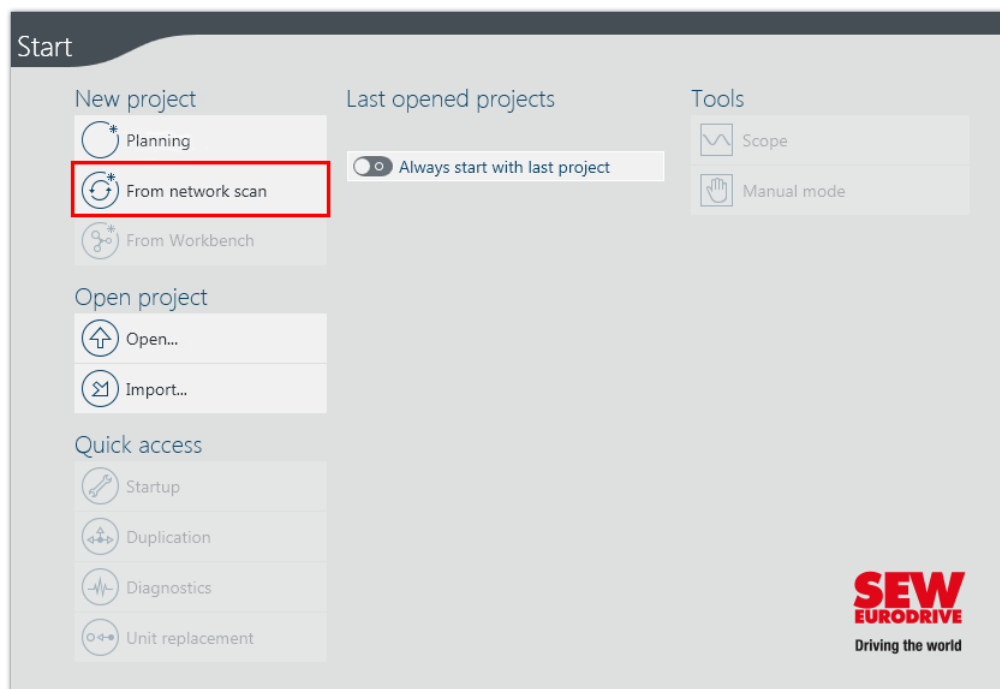 Start
New project
Planning
From network scan
From Workbench
Open project
Open...
Import...
Quick access
Startup
Duplication
Diagnostics
Unit replacement
Last opened projects
Always start with last project
Tools
Scope
Manual mode
SEW
EURODRIVE
Driving the world